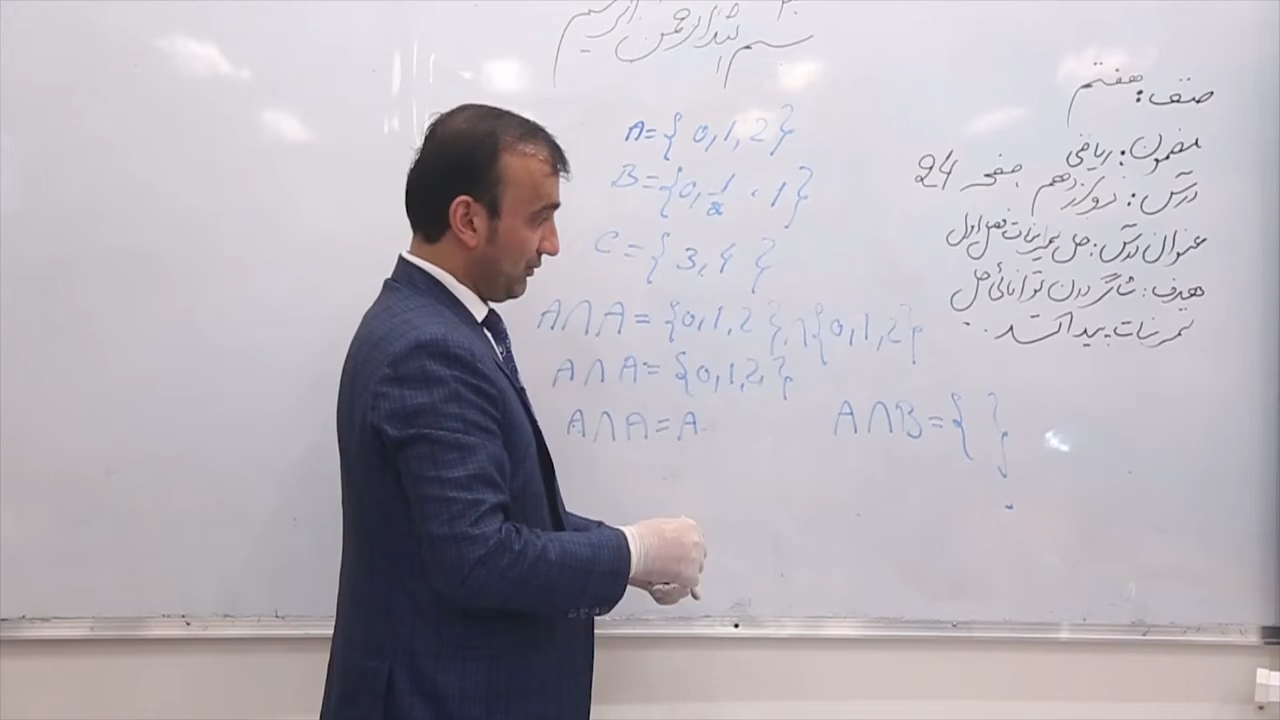 بسم الله الرحمن الرحیم
صنف: هفتم
مضمون: ریاضی
درس: دوازدهم صفحه 24
عنوان درس: حل تمرینات فصل اول
هدف: شاگردان توانائی حل
تمرینات پیدا کنند...
A={0,1,2}
B={0,1/2,1}
C={3,4}
A∩A={0,1,2}∩{0,1,2}
A∩A={0,1,2}
A∩A=A
A∩B={ }